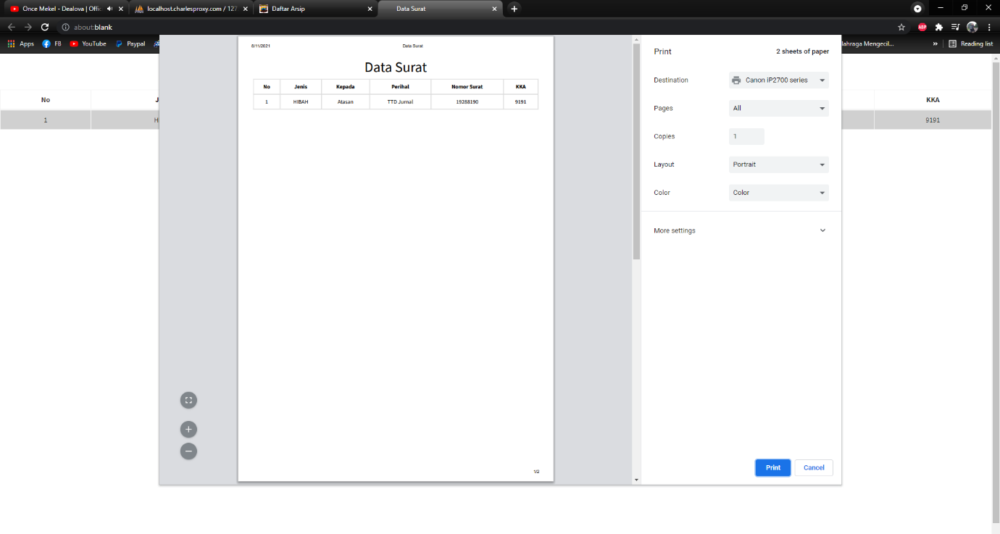 Once Mekel - Dealova | Offic
localhost.charlesproxy.com / 127
Daftar Arsip
Data Surat
about:blank
ABP
Apps
FB
YouTube
Paypal
lahraga Mengecil...
»
Reading list
No
1
KKA
9191
8/11/2021
Data Surat
Data Surat
No Jenis Kepada Perihal Nomor Surat KKA
1 HIBAH Atasan TTD Jurnal 19288190 9191
1/2
Print
2 sheets of paper
Destination
Canon iP2700 series
Pages
All
Copies
1
Layout
Portrait
Color
Color
More settings
Print
Cancel